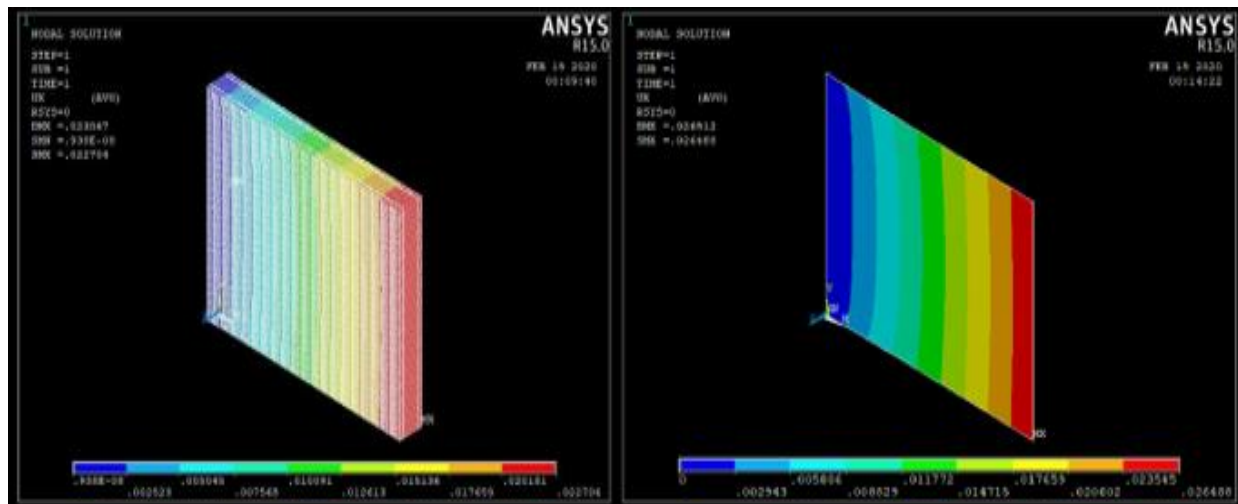 1
NODAL SOLUTION
STEP=1
SUB =1
TIME=1
UX (AVG)
RSYS=0
DMX =.023047
SMN =.938E-08
SMX =.022704
ANSYS
R15.0
FEB 19 2020
00:09:40
MX
.938E-08
.002523
.005045
.007568
.010091
.012613
.015136
.017659
.020181
.022704
1
NODAL SOLUTION
STEP=1
SUB =1
TIME=1
UX (AVG)
RSYS=0
SMX =.026488
ANSYS
R15.0
FEB 19 2020
00:14:22
Y
MX
0
.002943
.005886
.008829
.011772
.014715
.017659
.020602
.023545
.026488